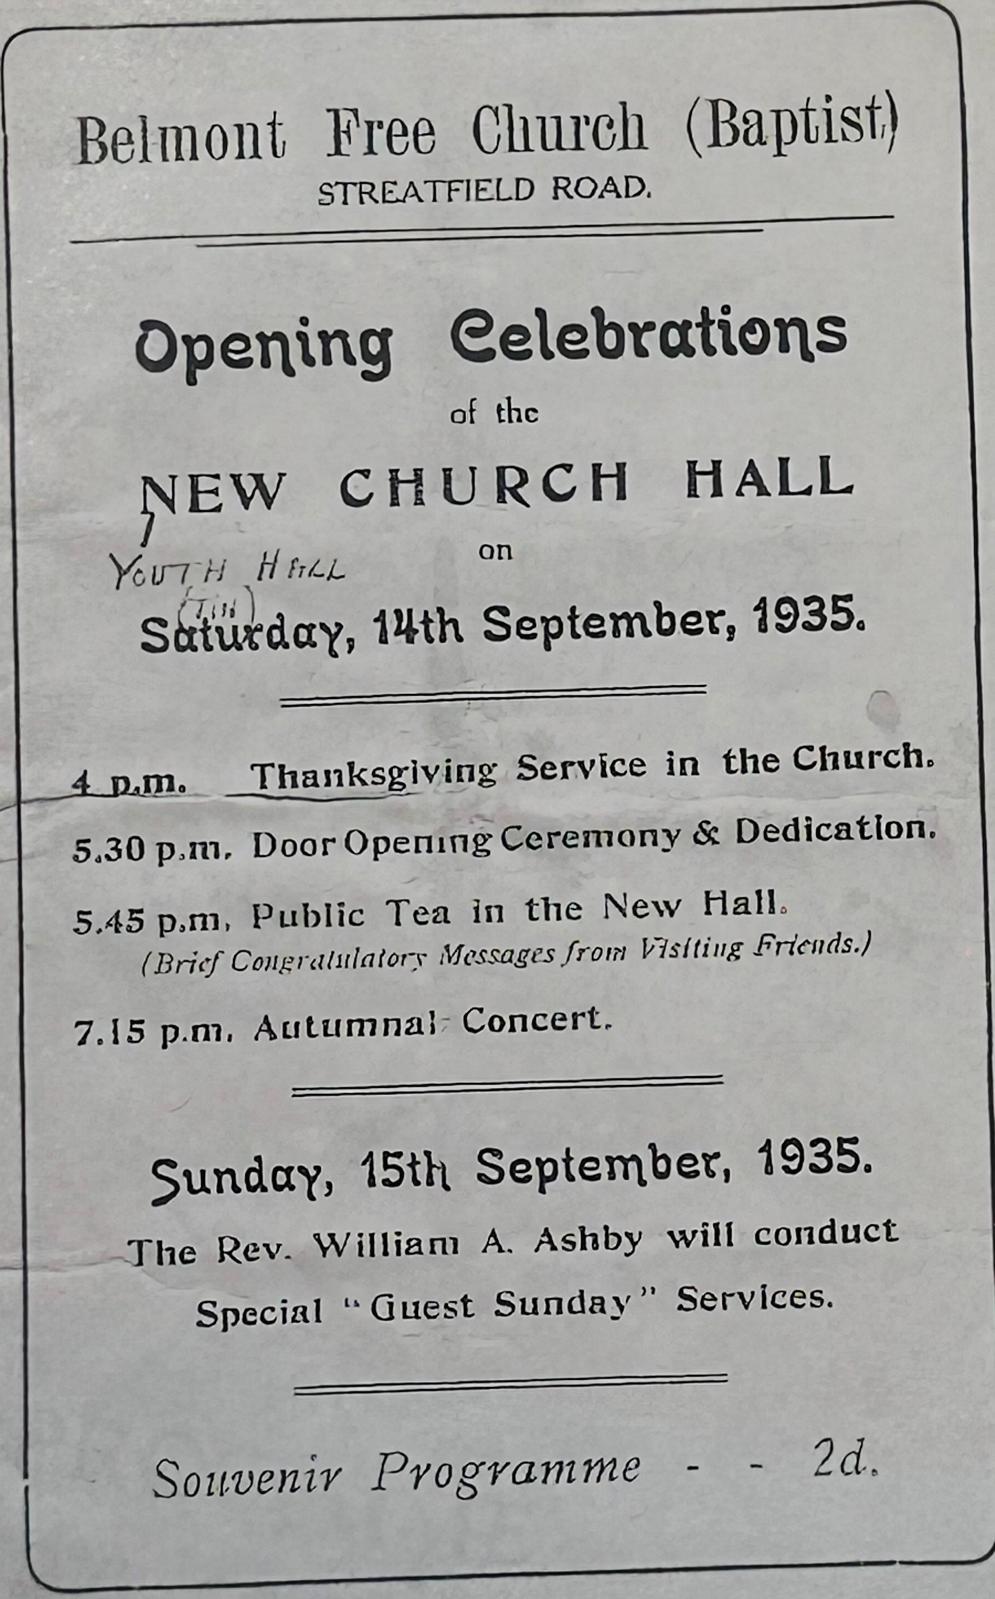 Belmont Free Church (Baptist)
STREATFIELD ROAD.
Opening Celebrations
of the
NEW CHURCH HALL
on
YOUTH HALL
(TIN)
Saturday, 14th September, 1935.
4 p.m. Thanksgiving Service in the Church.
5.30 p.m. Door Opening Ceremony & Dedication.
5.45 p.m. Public Tea in the New Hall.
(Brief Congratulatory Messages from Visiting Friends.)
7.15 p.m. Autumnal Concert.
Sunday, 15th September, 1935.
The Rev. William A. Ashby will conduct
Special "Guest Sunday" Services.
Souvenir Programme - - 2d.